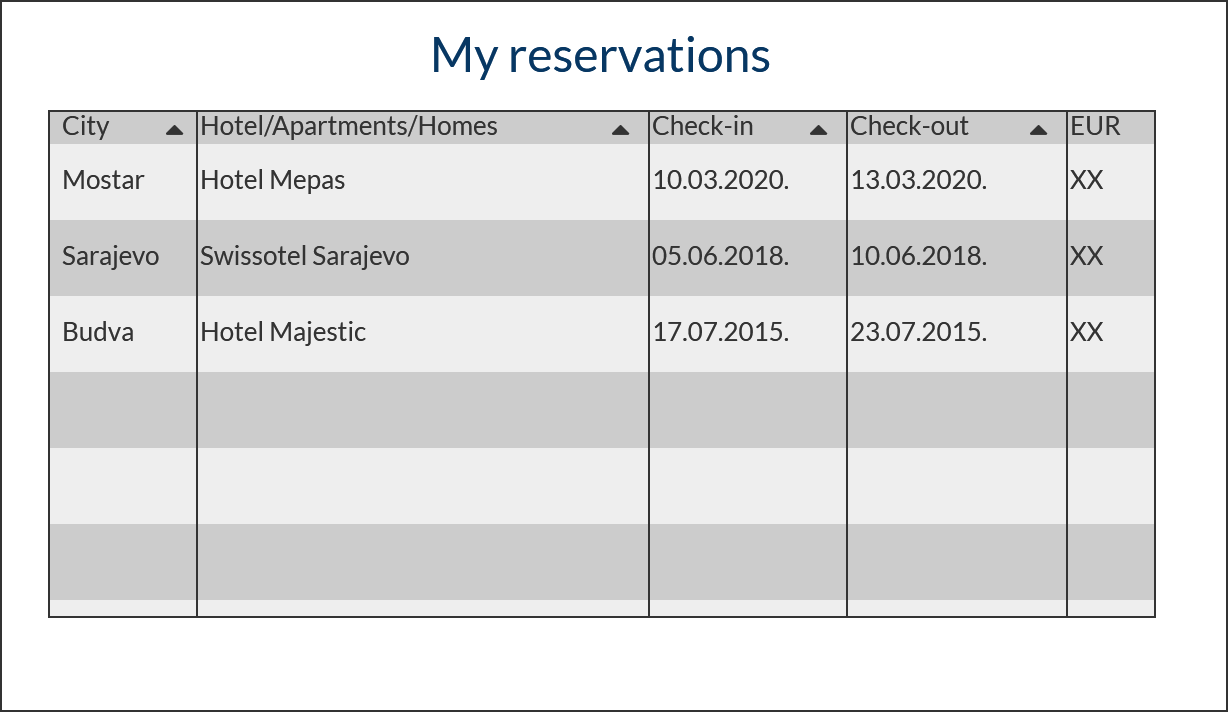 My reservations
City ▲ Hotel/Apartments/Homes ▲ Check-in ▲ Check-out ▲ EUR
Mostar Hotel Mepas 10.03.2020. 13.03.2020. XX
Sarajevo Swissotel Sarajevo 05.06.2018. 10.06.2018. XX
Budva Hotel Majestic 17.07.2015. 23.07.2015. XX